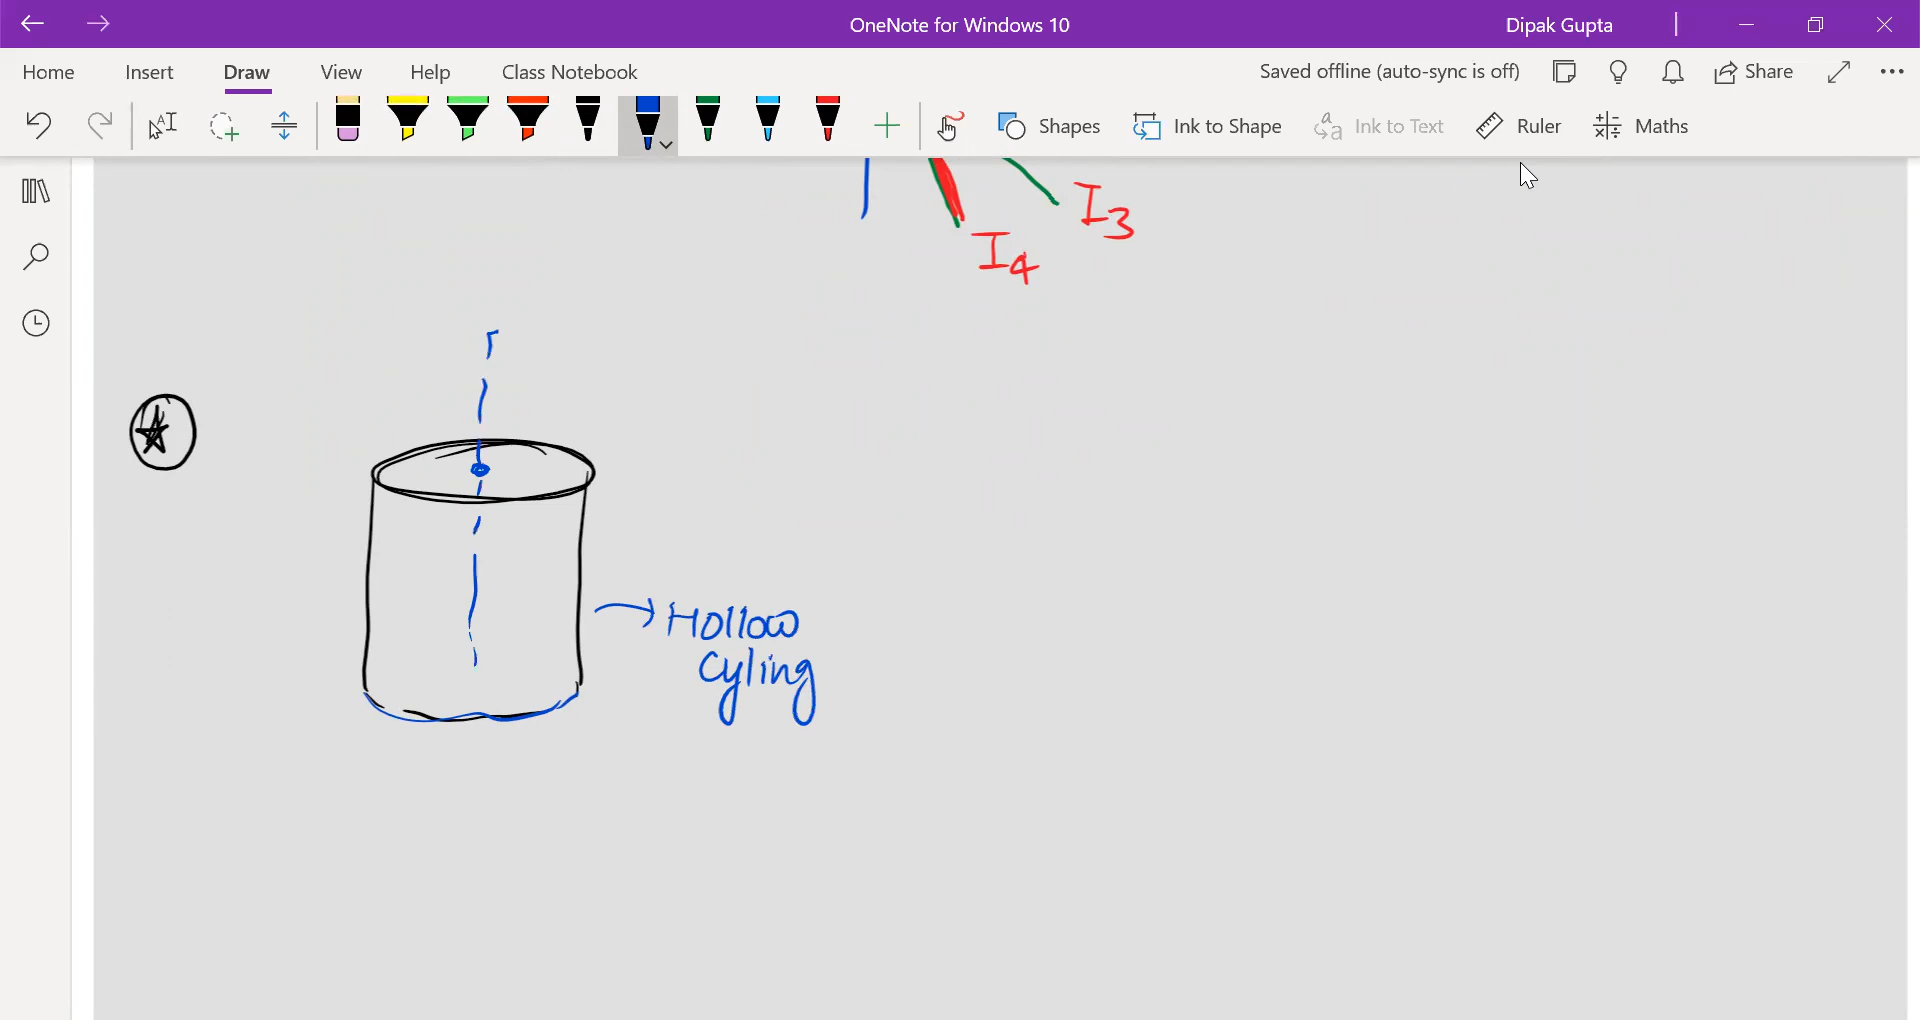 OneNote for Windows 10
Dipak Gupta
Home Insert Draw View Help Class Notebook
Saved offline (auto-sync is off) Share
Shapes Ink to Shape Ink to Text Ruler Maths
I3
I4
Hollow
Cyling